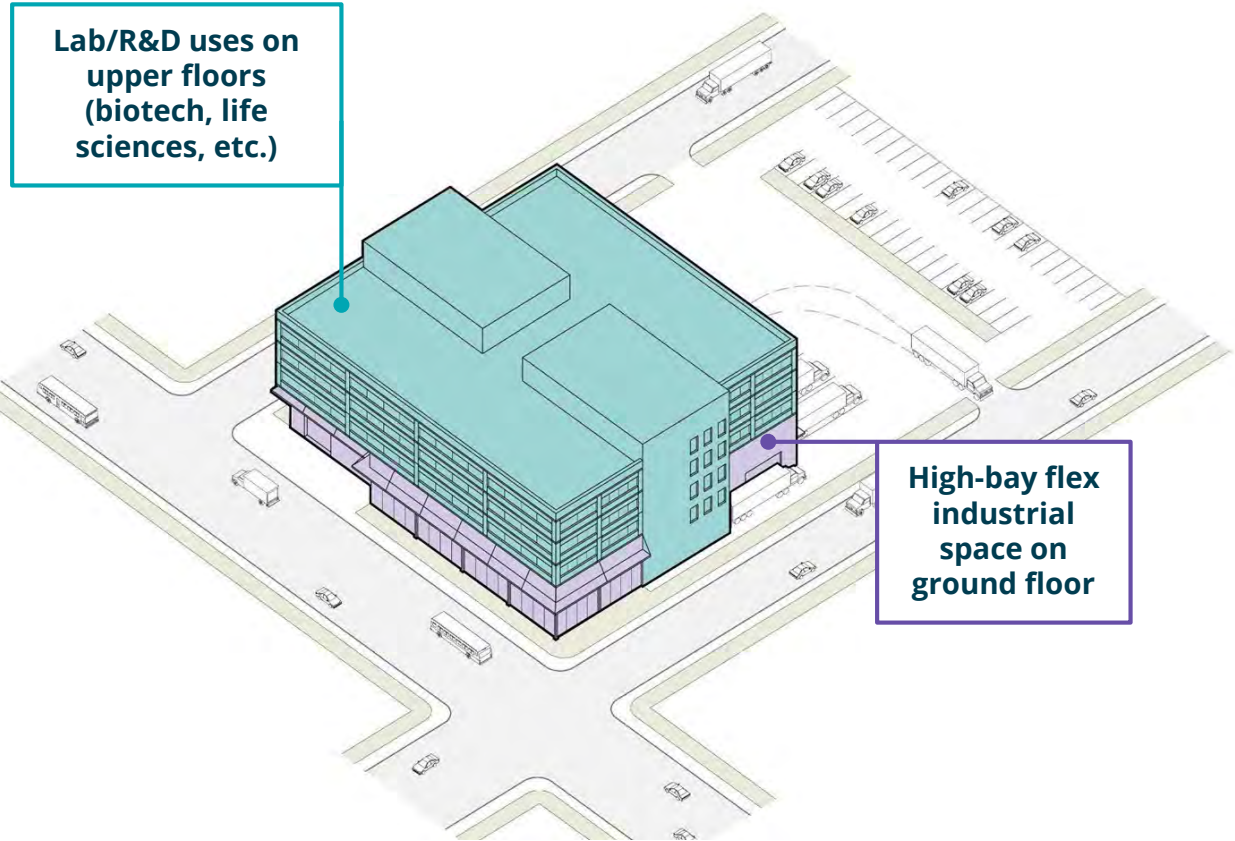 Lab/R&D uses on
upper floors
(biotech, life
sciences, etc.)
High-bay flex
industrial
space on
ground floor